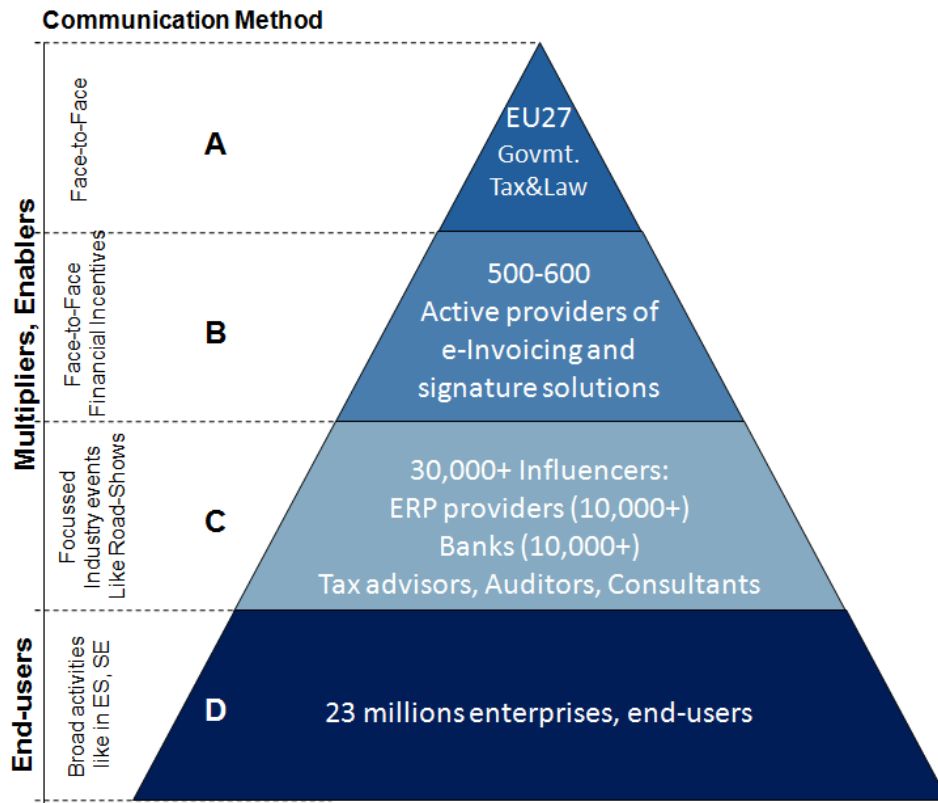 Communication Method
Multipliers, Enablers
Face-to-Face
A
EU27
Govmt.
Tax&Law
Face-to-Face
Financial Incentives
B
500-600
Active providers of
e-Invoicing and
signature solutions
Focussed
Industry events
Like Road-Shows
C
30,000+ Influencers:
ERP providers (10,000+)
Banks (10,000+)
Tax advisors, Auditors, Consultants
End-users
Broad activities
like in ES, SE
D
23 millions enterprises, end-users